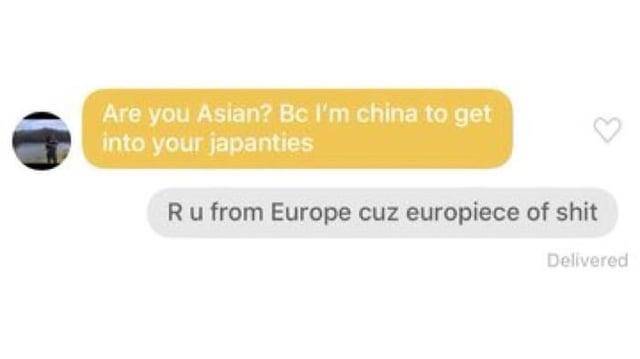 Are you Asian? Bc I'm china to get
into your japanties
R u from Europe cuz europiece of shit
Delivered